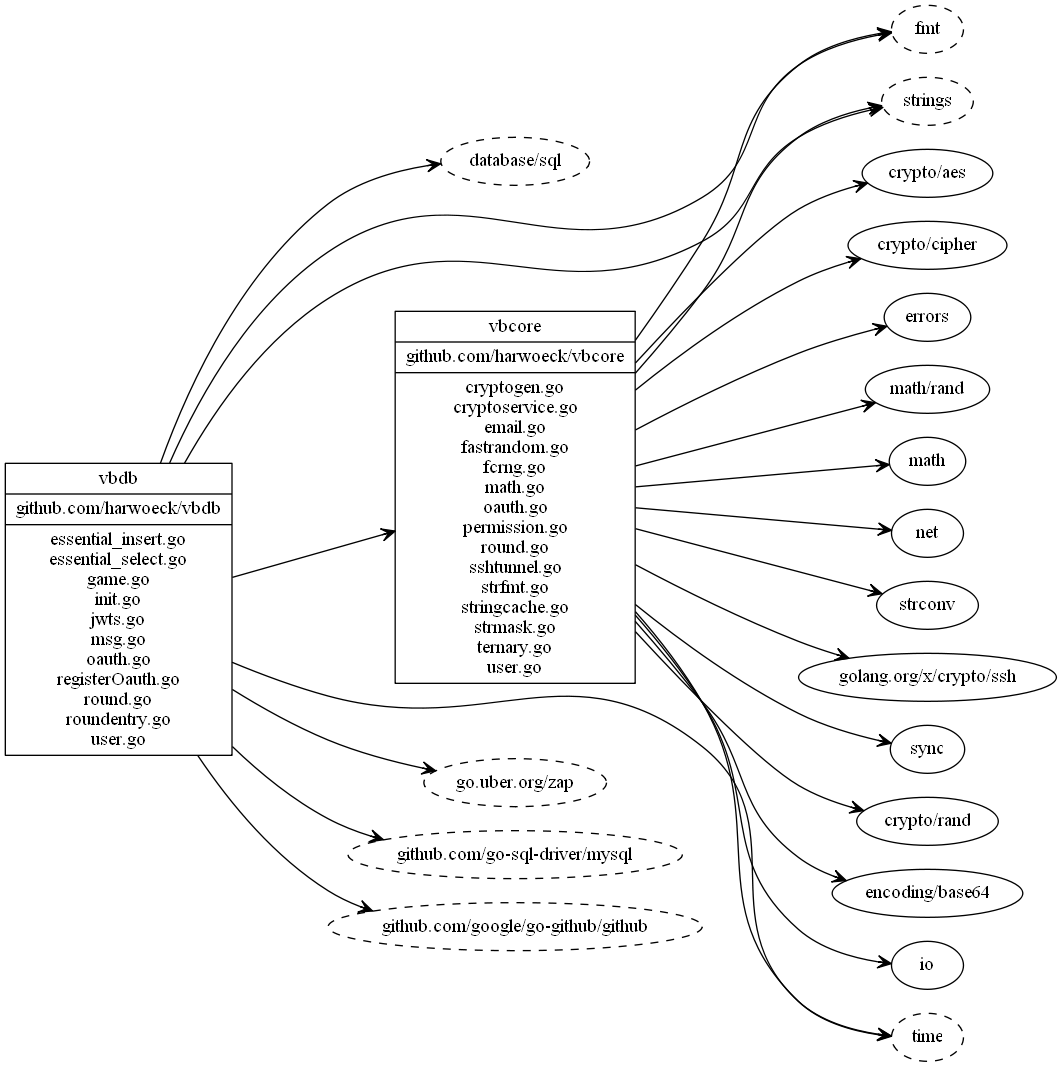 vbdb
github.com/harwoeck/vbdb
essential_insert.go
essential_select.go
game.go
init.go
jwts.go
msg.go
oauth.go
registerOauth.go
round.go
roundentry.go
user.go
database/sql
vbcore
github.com/harwoeck/vbcore
cryptogen.go
cryptoservice.go
email.go
fastrandom.go
fcrng.go
math.go
oauth.go
permission.go
round.go
sshtunnel.go
strfmt.go
stringcache.go
strmask.go
ternary.go
user.go
go.uber.org/zap
github.com/go-sql-driver/mysql
github.com/google/go-github/github
fmt
strings
crypto/aes
crypto/cipher
errors
math/rand
math
net
strconv
golang.org/x/crypto/ssh
sync
crypto/rand
encoding/base64
io
time